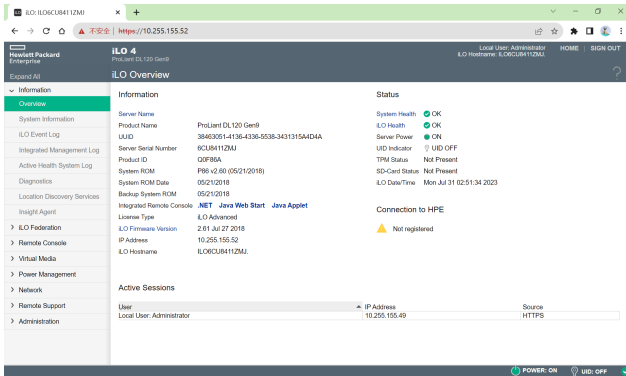 iLO: ILO6CU8411ZMJ
不安全 | https://10.255.155.52
Hewlett Packard
Enterprise
iLO 4
ProLiant DL120 Gen9
Local User: Administrator
iLO Hostname: ILO6CU8411ZMJ.
HOME
SIGN OUT
Expand All
iLO Overview
?
Information
Overview
System Information
iLO Event Log
Integrated Management Log
Active Health System Log
Diagnostics
Location Discovery Services
Insight Agent
iLO Federation
Remote Console
Virtual Media
Power Management
Network
Remote Support
Administration
Information
Server Name
Product Name ProLiant DL120 Gen9
UUID 38463051-4136-4336-5538-3431315A4D4A
Server Serial Number 6CU8411ZMJ
Product ID Q0F86A
System ROM P86 v2.60 (05/21/2018)
System ROM Date 05/21/2018
Backup System ROM 05/21/2018
Integrated Remote Console .NET Java Web Start Java Applet
License Type iLO Advanced
iLO Firmware Version 2.61 Jul 27 2018
IP Address 10.255.155.52
iLO Hostname ILO6CU8411ZMJ.
Status
System Health OK
iLO Health OK
Server Power ON
UID Indicator UID OFF
TPM Status Not Present
SD-Card Status Not Present
iLO Date/Time Mon Jul 31 02:51:34 2023
Connection to HPE
Not registered
Active Sessions
User IP Address Source
Local User: Administrator 10.255.155.49 HTTPS
POWER: ON UID: OFF